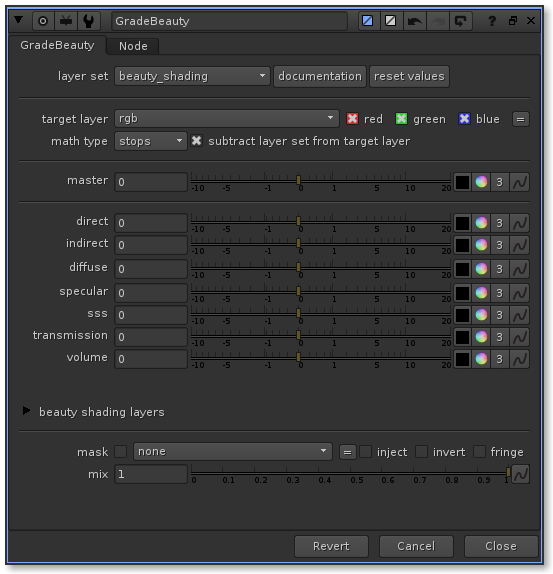 GradeBeauty
GradeBeauty Node
layer set beauty_shading documentation reset values
target layer rgb red green blue =
math type stops subtract layer set from target layer
master 0 -10 -5 -1 0 1 5 10 20 3
direct 0 -10 -5 -1 0 1 5 10 20 3
indirect 0 -10 -5 -1 0 1 5 10 20 3
diffuse 0 -10 -5 -1 0 1 5 10 20 3
specular 0 -10 -5 -1 0 1 5 10 20 3
sss 0 -10 -5 -1 0 1 5 10 20 3
transmission 0 -10 -5 -1 0 1 5 10 20 3
volume 0 -10 -5 -1 0 1 5 10 20 3
beauty shading layers
mask none = inject invert fringe
mix 1 0 0.1 0.2 0.3 0.4 0.5 0.6 0.7 0.8 0.9 1
Revert Cancel Close